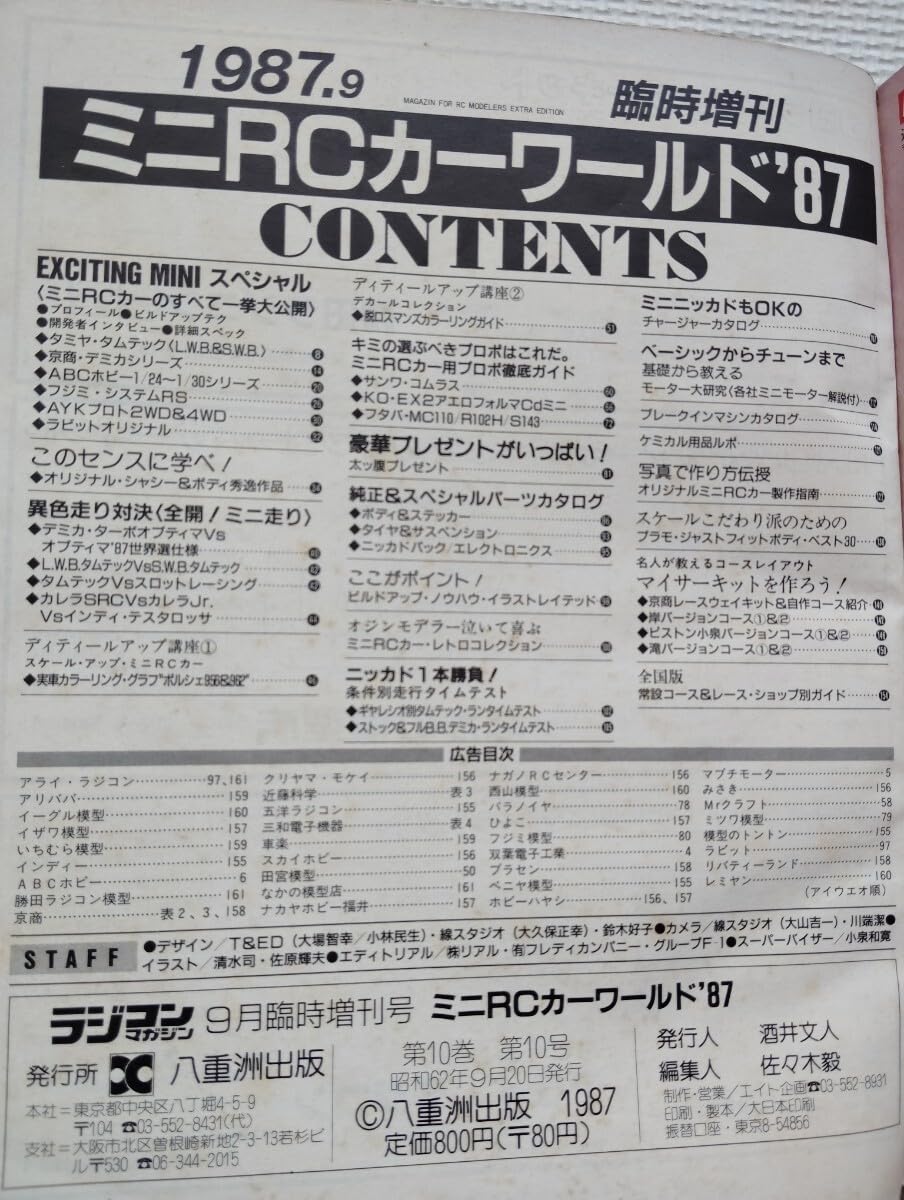 1987.9
MAGAZIN FOR RC MODELERS EXTRA EDITION
臨時増刊
ミニRCカーワールド'87
CONTENTS
EXCITING MINI スペシャル
〈ミニRCカーのすべて一挙大公開〉
●プロフィール●ビルドアップテク
●開発者インタビュー●詳細スペック
◆タミヤ・タムテック〈L.W.B.&S.W.B.〉……8
◆京商・デミカシリーズ……14
◆ABCホビー1/24〜1/30シリーズ……20
◆フジミ・システムRS……26
◆AYKプロト2WD&4WD……30
◆ラビットオリジナル……32
このセンスに学べ!
◆オリジナル・シャシー&ボディ秀逸作品……34
異色走り対決〈全開!ミニ走り〉
◆デミカ・ターボオプティマVs
オプティマ'87世界選仕様……40
◆L.W.B.タムテックVsS.W.B.タムテック……42
◆タムテックVsスロットレーシング……42
◆カレラSRCVsカレラJr.
Vsインディ・テスタロッサ……44
ディティールアップ講座①
スケール・アップ・ミニRCカー
◆実車カラーリング・グラフ"ポルシェ956&962"……46
ディティールアップ講座②
デカールコレクション
◆脱ロスマンズカラーリングガイド……51
キミの選ぶべきプロポはこれだ。
ミニRCカー用プロポ徹底ガイド
◆サンワ・コムラス……60
◆KO・EX2アエロフォルマCdミニ……66
◆フタバ・MC110/R102H/S143……72
豪華プレゼントがいっぱい!
太ッ腹プレゼント……81
純正&スペシャルパーツカタログ
◆ボディ&ステッカー……86
◆タイヤ&サスペンション……93
◆ニッカドバック/エレクトロニクス……95
ここがポイント!
ビルドアップ・ノウハウ・イラストレイテッド……98
オジンモデラー泣いて喜ぶ
ミニRCカー・レトロコレクション……100
ニッカド1本勝負!
条件別走行タイムテスト
◆ギヤレシオ別タムテック・ランタイムテスト……102
◆ストック&フルB.B.デミカ・ランタイムテスト……105
ミニニッカドもOKの
チャージャーカタログ……107
ベーシックからチューンまで
基礎から教える
モーター大研究〈各社ミニモーター解説付〉……117
ブレークインマシンカタログ……
ケミカル用品ルポ……
写真で作り方伝授
オリジナルミニRCカー製作指南……127
スケールこだわり派のための
プラモ・ジャストフィットボディ・ベスト30……
名人が教えるコースレイアウト
マイサーキットを作ろう!
◆京商レースウェイキット&自作コース紹介……
◆岸バージョンコース①&②……
◆ピストン小泉バージョンコース①&②……
◆滝バージョンコース①&②……
全国版
常設コース&レース・ショップ別ガイド……
広告目次
アライ・ラジコン……97、161
アリババ……159
イーグル模型……160
イザワ模型……157
いちむら模型……159
インディー……155
ABCホビー……6
勝田ラジコン模型……161
京商……表2、3、158
クリヤマ・モケイ……156
近藤科学……表3
五洋ラジコン……155
三和電子機器……表4
車楽……159
スカイホビー……156
田宮模型……50
なかの模型店……161
ナカヤホビー福井……157
ナガノRCセンター……156
西山模型……160
パラノイヤ……78
ひよこ……157
フジミ模型……80
双葉電子工業……4
プラセン……158
ベニヤ模型……155
ホビーハヤシ……156、157
マブチモーター……5
みさき……156
Mrクラフト……58
ミツワ模型……79
模型のトントン……155
ラビット……97
リバティーランド……158
レミヤン……160
(アイウエオ順)
STAFF
●デザイン/T&ED(大場智幸/小林民生)・線スタジオ(大久保正幸)・鈴木好子●カメラ/線スタジオ(大山吉一)・川端潔●
イラスト/清水司・佐原輝夫●エディトリアル/㈱リアル・㈲フレディカンパニー・グループF-1●スーパーバイザー/小泉和寛
ラジコンマガジン 9月臨時増刊号 ミニRCカーワールド'87
発行所 八重洲出版
本社=東京都中央区八丁堀4-5-9
〒104 ☎03-552-8431(代)
支社=大阪市北区曽根崎新地2-3-13若杉ビ
ル〒530 ☎06-344-2015
第10巻 第10号
昭和62年9月20日発行
©八重洲出版 1987
定価800円(〒80円)
発行人 酒井文人
編集人 佐々木毅
制作・営業/エイト企画☎03-552-8931
印刷・製本/大日本印刷
振替口座・東京8-54856